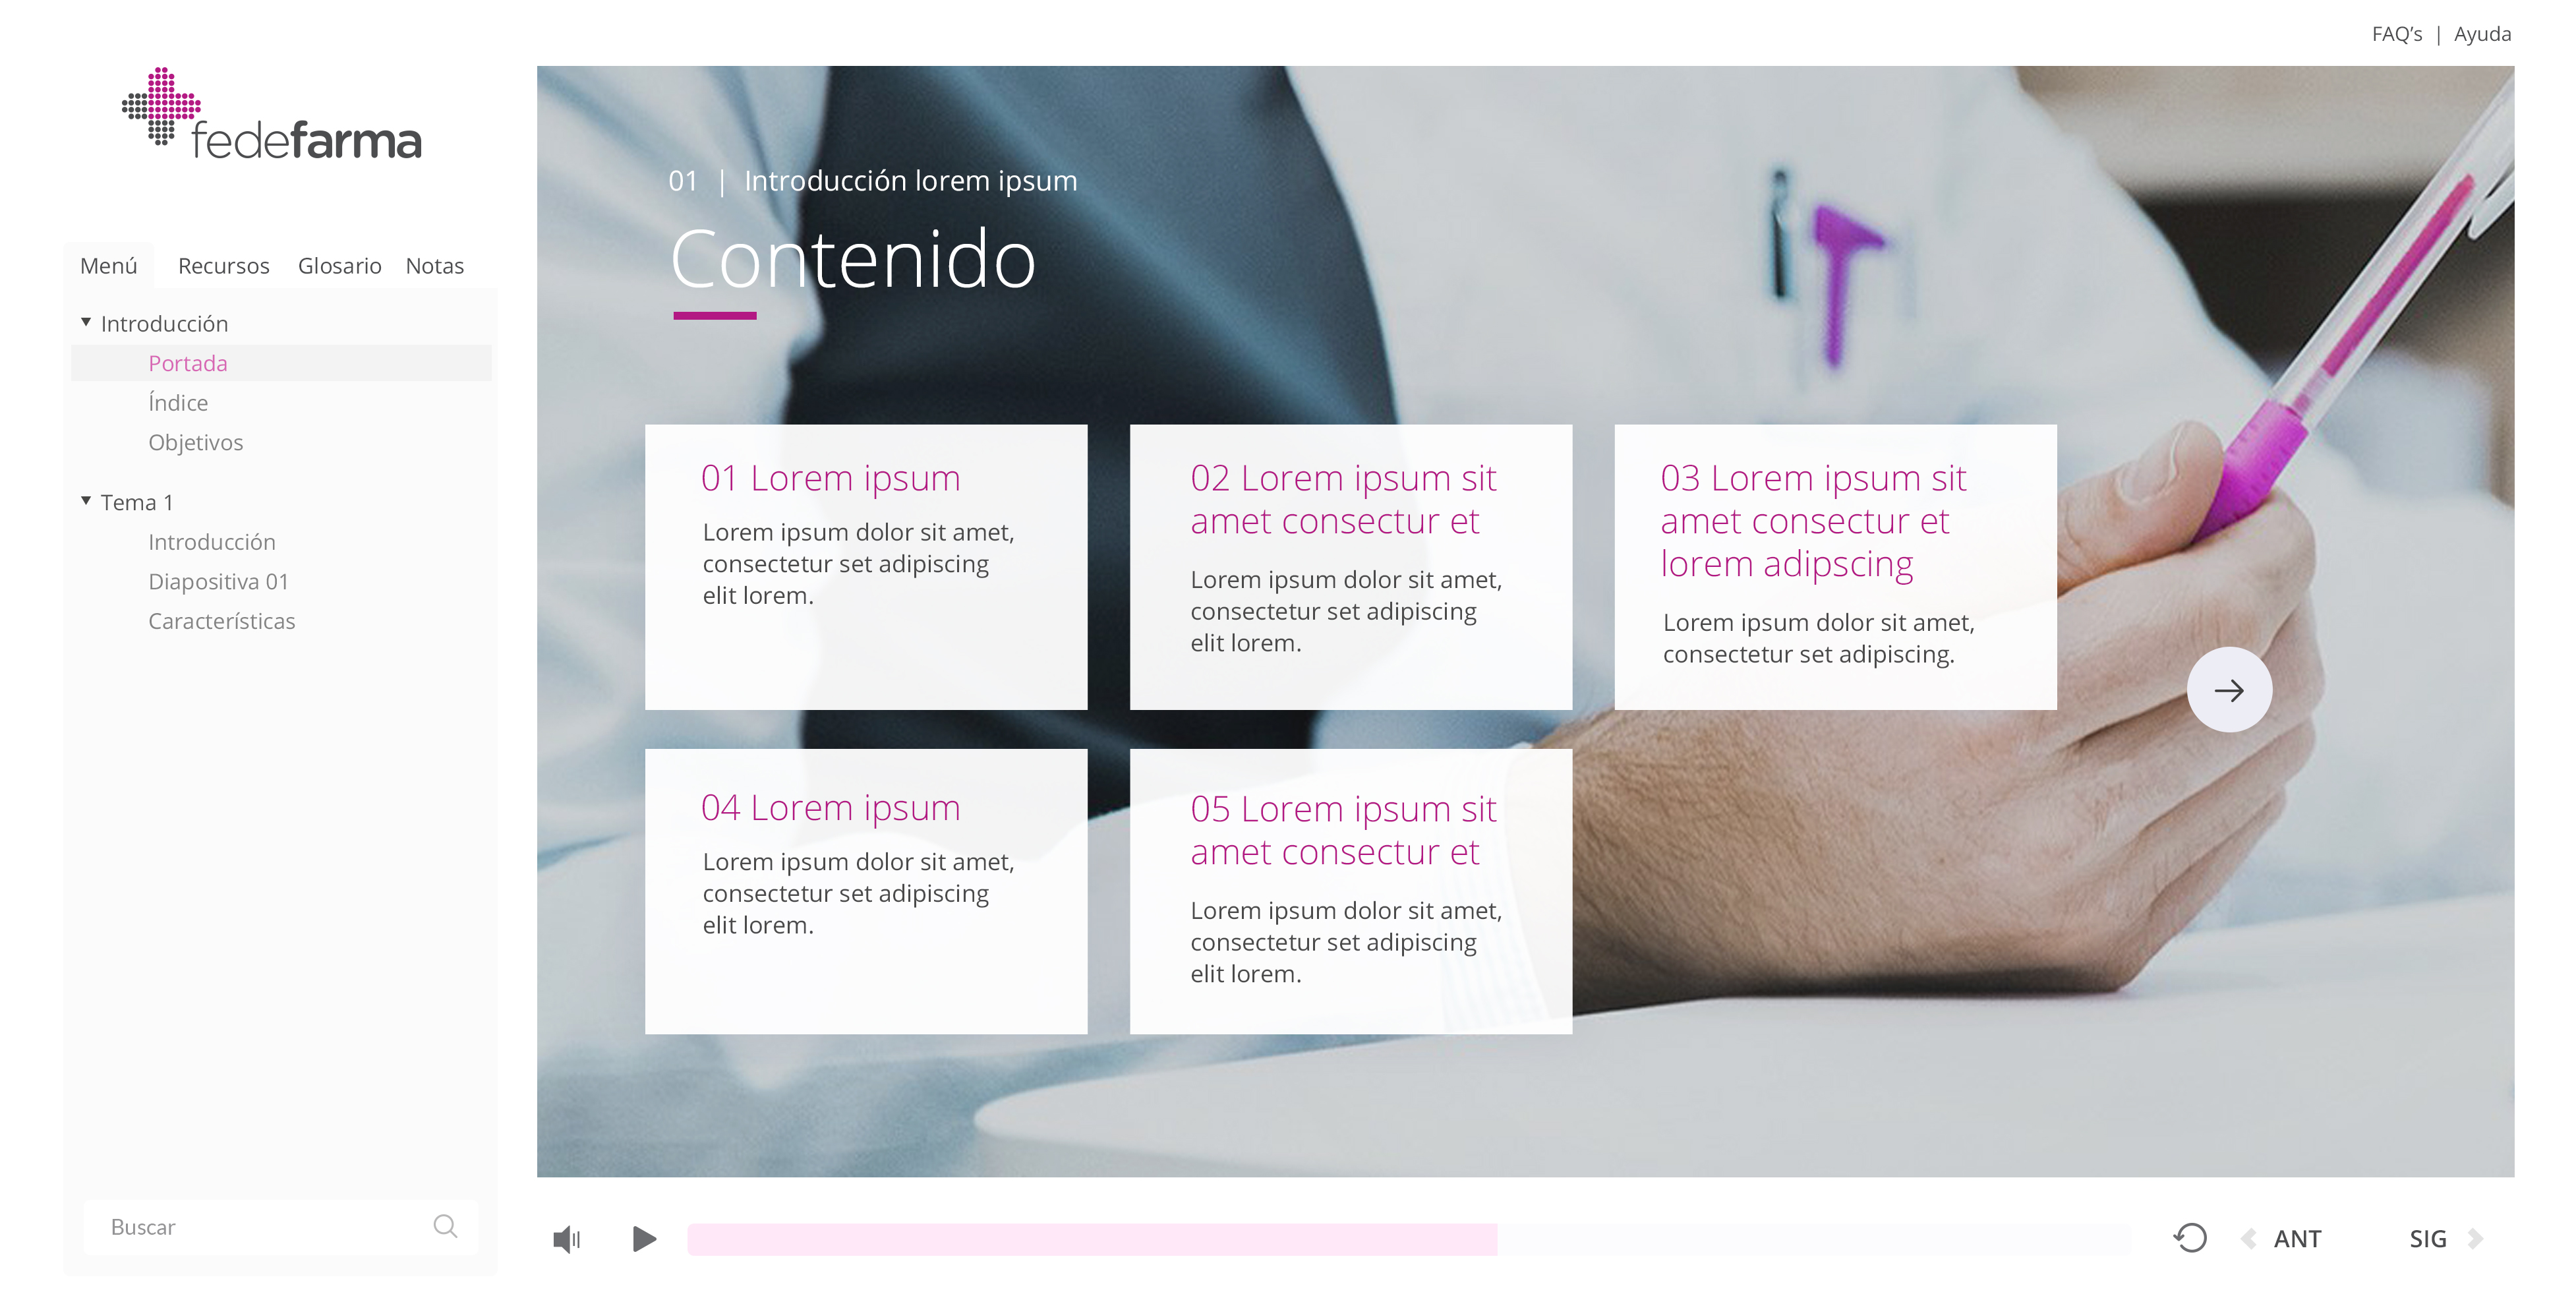 FAQ’s | Ayuda
fedefarma
Menú Recursos Glosario Notas
Introducción
Portada
Índice
Objetivos
Tema 1
Introducción
Diapositiva 01
Características
Buscar
01 | Introducción lorem ipsum
Contenido
01 Lorem ipsum
Lorem ipsum dolor sit amet,
consectetur set adipiscing
elit lorem.
02 Lorem ipsum sit
amet consectur et
Lorem ipsum dolor sit amet,
consectetur set adipiscing
elit lorem.
03 Lorem ipsum sit
amet consectur et
lorem adipscing
Lorem ipsum dolor sit amet,
consectetur set adipiscing.
04 Lorem ipsum
Lorem ipsum dolor sit amet,
consectetur set adipiscing
elit lorem.
05 Lorem ipsum sit
amet consectur et
Lorem ipsum dolor sit amet,
consectetur set adipiscing
elit lorem.
ANT SIG